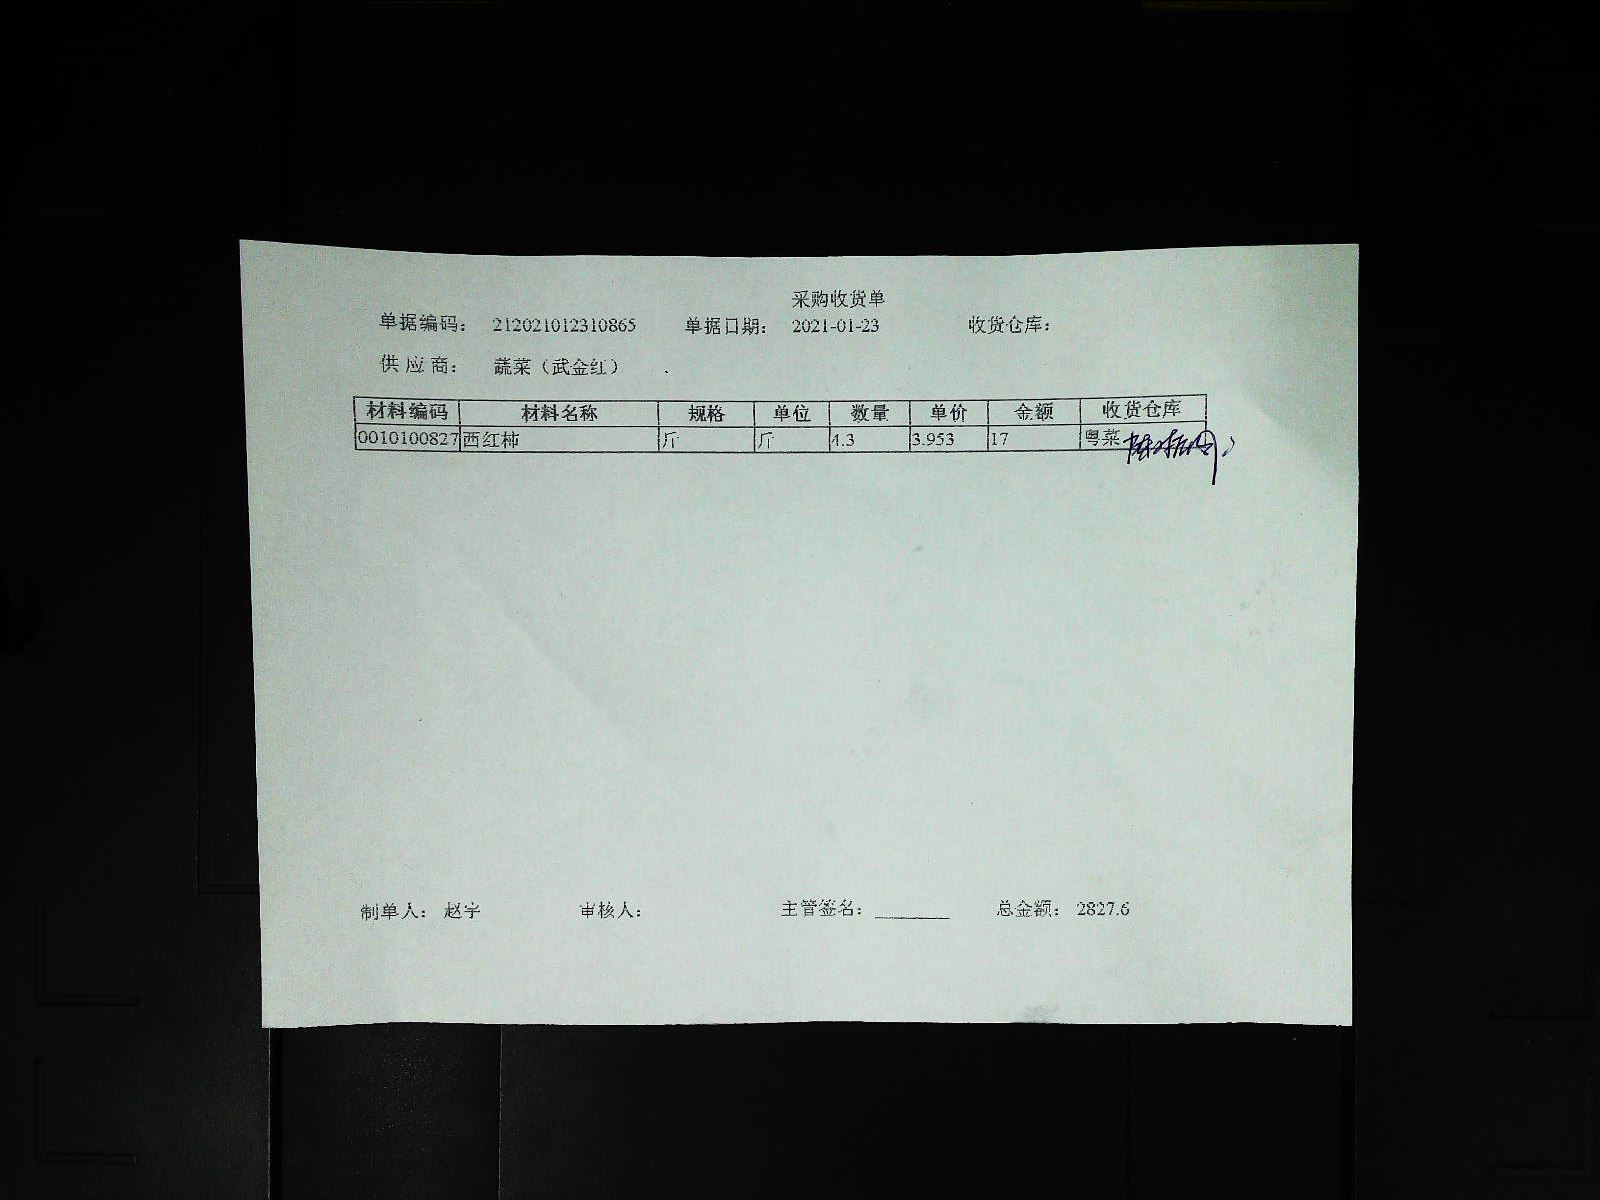 采购收货单
单据编码： 212021012310865 单据日期： 2021-01-23 收货仓库：
供应商： 蔬菜（武金红）
材料编码 材料名称 规格 单位 数量 单价 金额 收货仓库
0010100827 西红柿 斤 斤 4.3 3.953 17 粤菜
制单人： 赵宇 审核人： 主管签名：________ 总金额： 2827.6